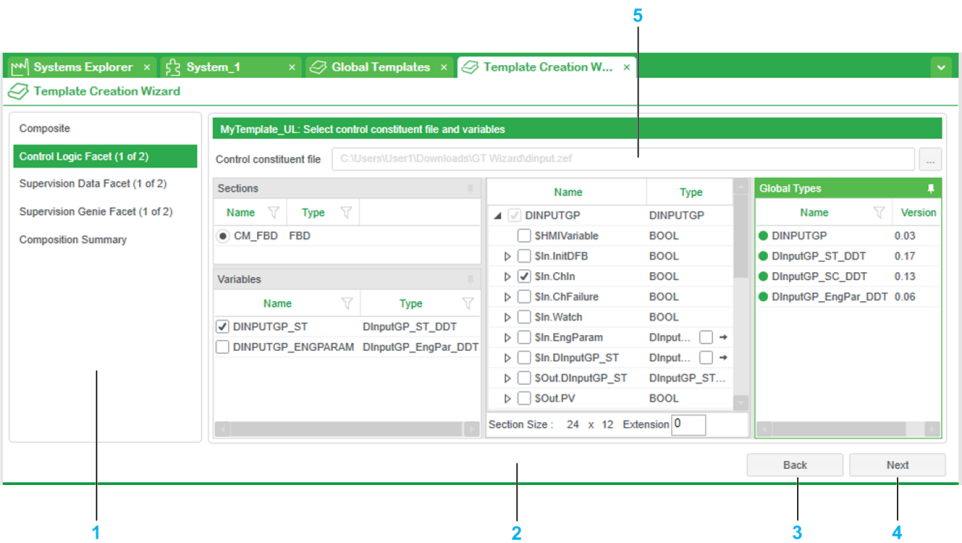 5
Systems Explorer × System_1 × Global Templates × Template Creation W... ×
Template Creation Wizard
Composite
Control Logic Facet (1 of 2)
Supervision Data Facet (1 of 2)
Supervision Genie Facet (1 of 2)
Composition Summary
MyTemplate_UL: Select control constituent file and variables
Control constituent file C:\Users\User1\Downloads\GT Wizard\dinput.zef ...
Sections
Name Type
CM_FBD FBD
Variables
Name Type
DINPUTGP_ST DInputGP_ST_DDT
DINPUTGP_ENGPARAM DInputGP_EngPar_DDT
Name Type
DINPUTGP DINPUTGP
$HMIVariable BOOL
$In.InitDFB BOOL
$In.ChIn BOOL
$In.ChFailure BOOL
$In.Watch BOOL
$In.EngParam DInput...
$In.DInputGP_ST DInput...
$Out.DInputGP_ST DInputGP_ST...
$Out.PV BOOL
Section Size : 24 x 12 Extension 0
Global Types
Name Version
DINPUTGP 0.03
DInputGP_ST_DDT 0.17
DInputGP_SC_DDT 0.13
DInputGP_EngPar_DDT 0.06
Back Next
1 2 3 4